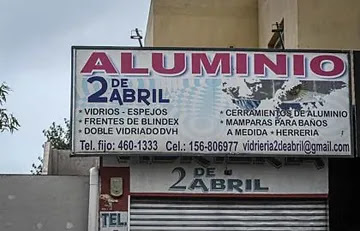 ALUMINIO
2 DE ABRIL
* VIDRIOS - ESPEJOS
* FRENTES DE BLINDEX
* DOBLE VIDRIADO DVH
* CERRAMIENTOS DE ALUMINIO
* MAMPARAS PARA BAÑOS
A MEDIDA * HERRERIA
Tel. fijo: 460-1333 Cel.: 156-806977 vidrieria2deabril@gmail.com
2 DE ABRIL
TEL.